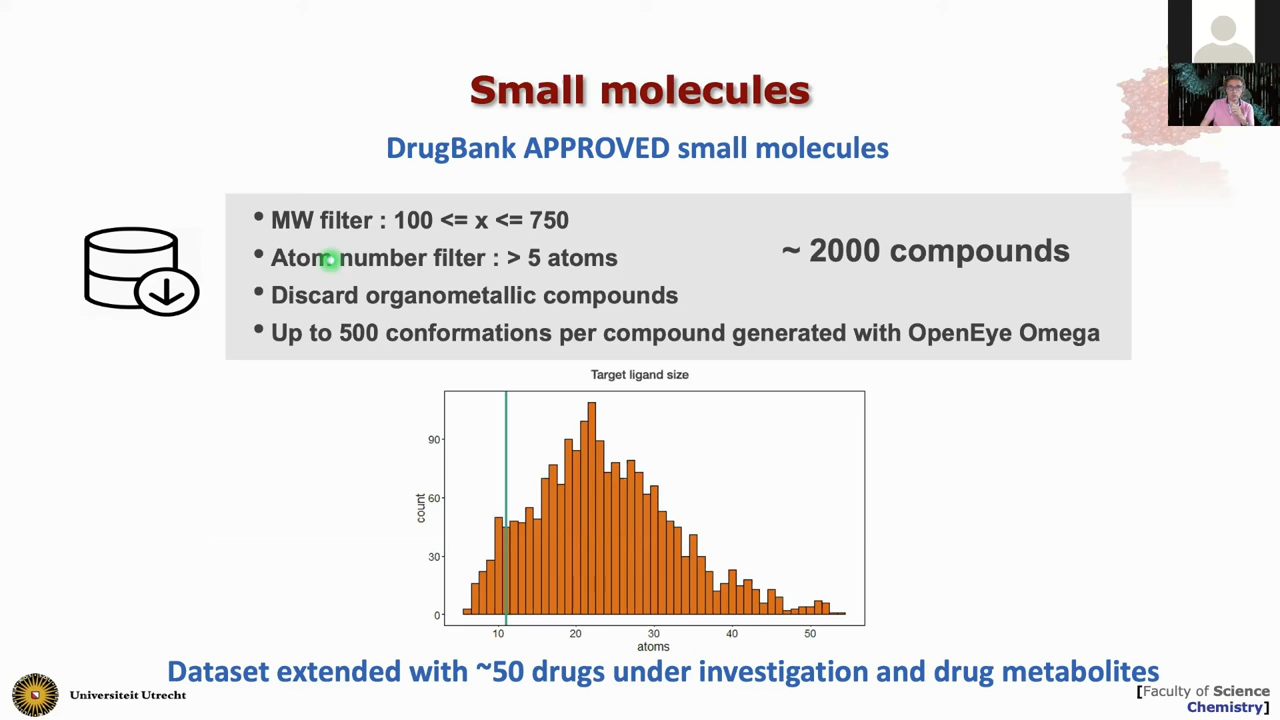 Small molecules
DrugBank APPROVED small molecules
• MW filter : 100 <= x <= 750
• Atom number filter : > 5 atoms
• Discard organometallic compounds
• Up to 500 conformations per compound generated with OpenEye Omega
~ 2000 compounds
Target ligand size
count
90
60
30
0
10 20 30 40 50
atoms
Dataset extended with ~50 drugs under investigation and drug metabolites
Universiteit Utrecht
[Faculty of Science
Chemistry]